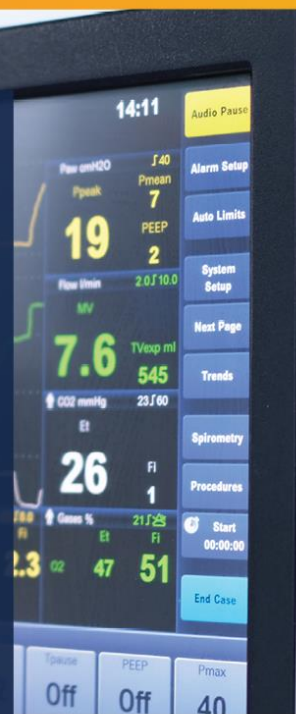 14:11
Audio Pause
Paw cmH2O 40
Alarm Setup
Ppeak Pmean
7
19 PEEP
2
Auto Limits
Flow l/min 2.0 10.0
System
Setup
MV
7.6 TVexp ml
545
Next Page
Trends
CO2 mmHg 23 60
Et
26 Fi
1
Spirometry
Procedures
Gases % 21
Et Fi
O2 47 51
Start
00:00:00
Fi
2.3
End Case
Tpause PEEP Pmax
Off Off 40